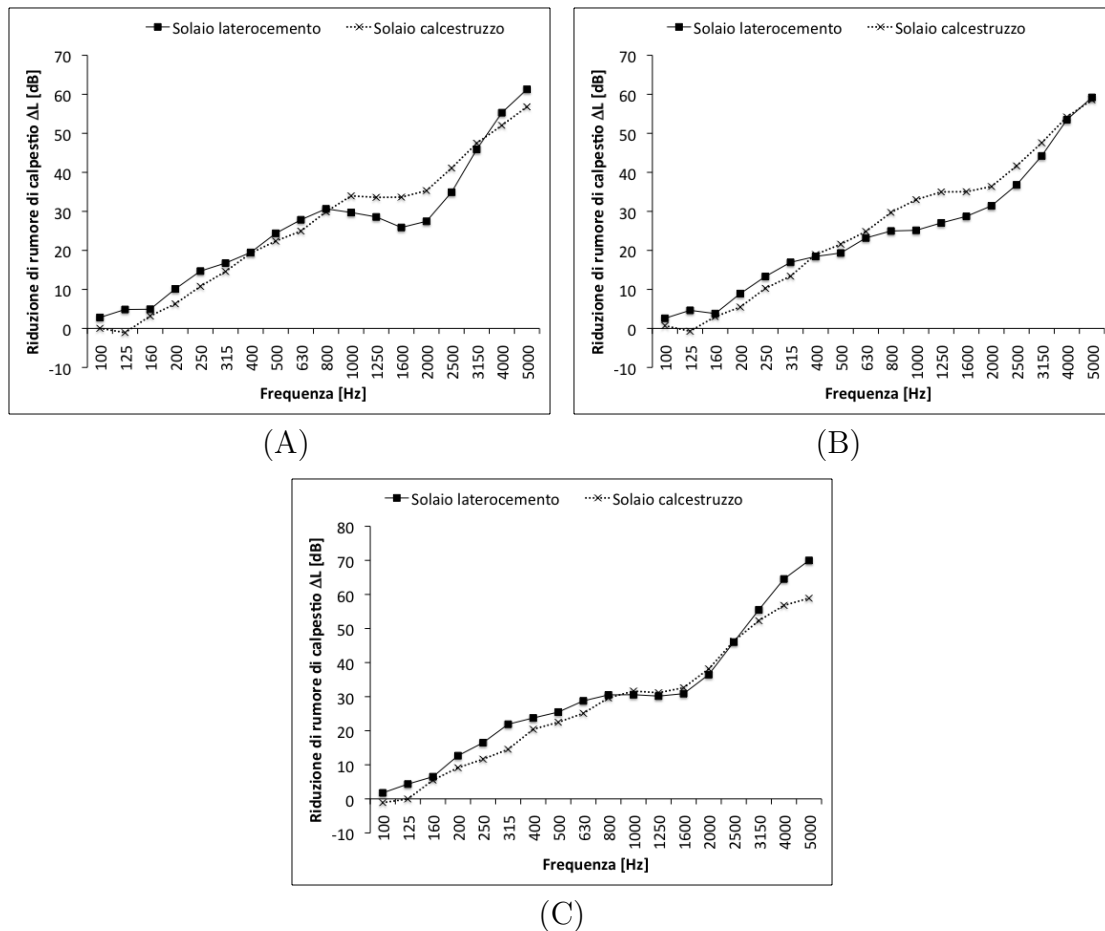 Solaio laterocemento Solaio calcestruzzo
Riduzione di rumore di calpestio ΔL [dB]
70
60
50
40
30
20
10
0
-10
100 125 160 200 250 315 400 500 630 800 1000 1250 1600 2000 2500 3150 4000 5000
Frequenza [Hz]
(A)
Solaio laterocemento Solaio calcestruzzo
Riduzione di rumore di calpestio ΔL [dB]
70
60
50
40
30
20
10
0
-10
100 125 160 200 250 315 400 500 630 800 1000 1250 1600 2000 2500 3150 4000 5000
Frequenza [Hz]
(B)
Solaio laterocemento Solaio calcestruzzo
Riduzione di rumore di calpestio ΔL [dB]
80
70
60
50
40
30
20
10
0
-10
100 125 160 200 250 315 400 500 630 800 1000 1250 1600 2000 2500 3150 4000 5000
Frequenza [Hz]
(C)